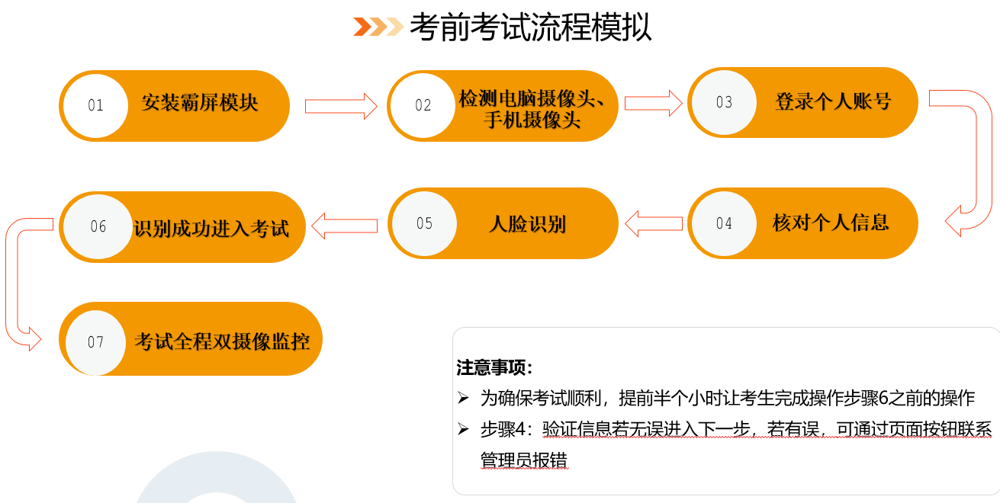 考前考试流程模拟
01
安装霸屏模块
02
检测电脑摄像头、
手机摄像头
03
登录个人账号
04
核对个人信息
05
人脸识别
06
识别成功进入考试
07
考试全程双摄像监控
注意事项：
为确保考试顺利，提前半个小时让考生完成操作步骤6之前的操作
步骤4：验证信息若无误进入下一步，若有误，可通过页面按钮联系
管理员报错